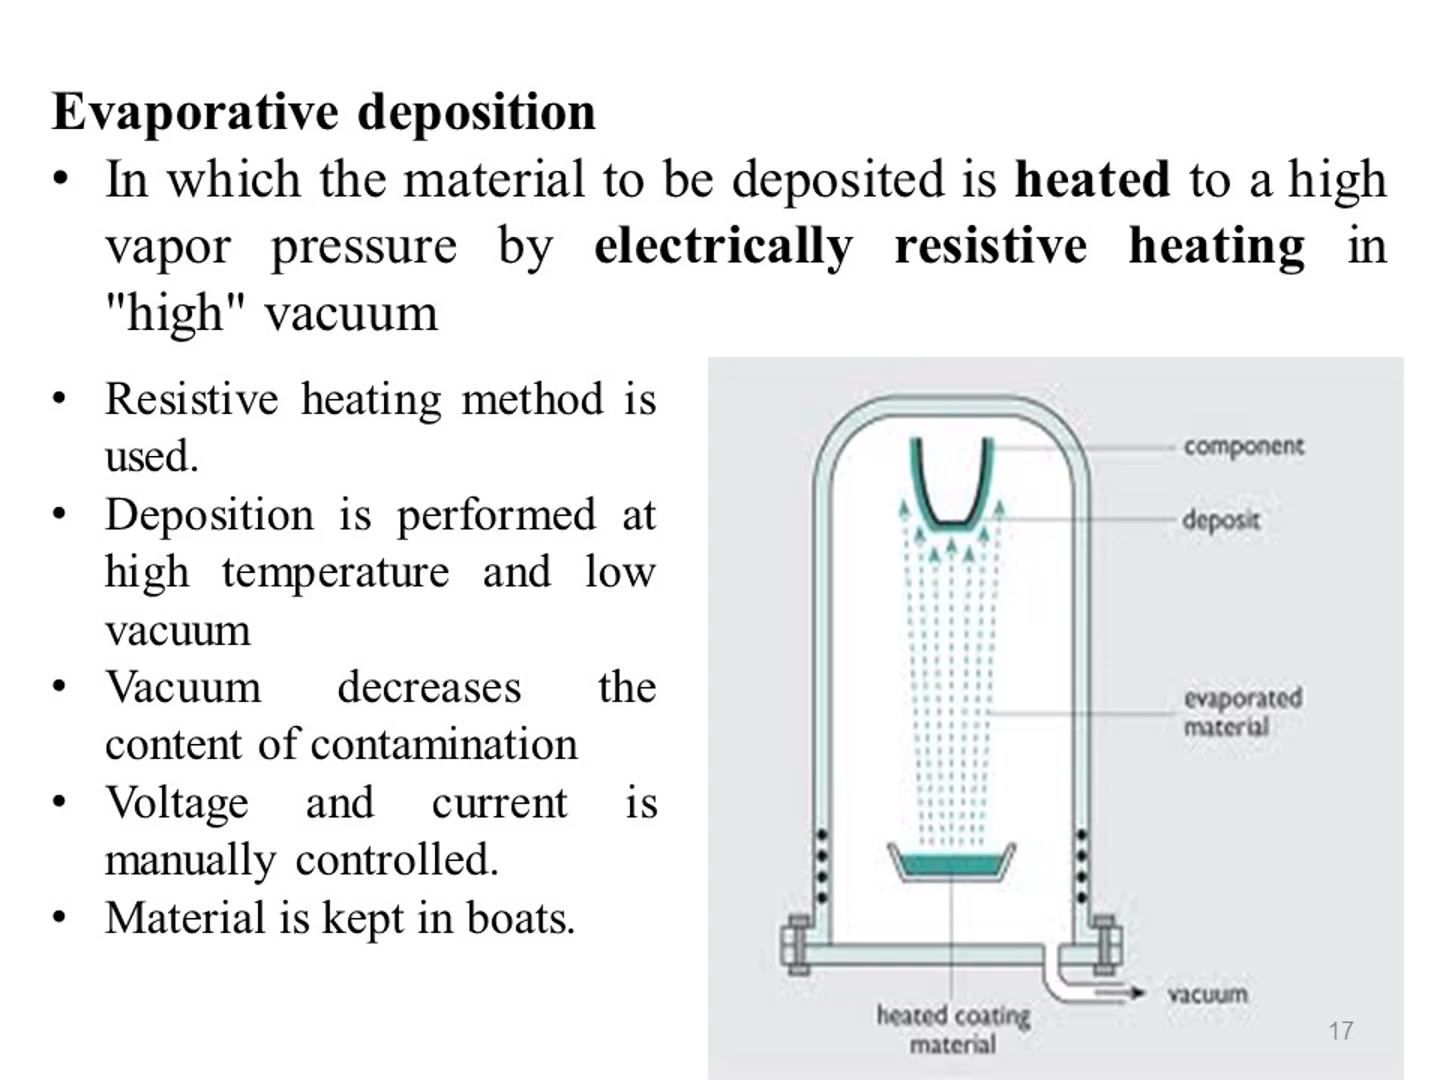 Evaporative deposition
• In which the material to be deposited is heated to a high
vapor pressure by electrically resistive heating in
"high" vacuum
• Resistive heating method is
used.
• Deposition is performed at
high temperature and low
vacuum
• Vacuum decreases the
content of contamination
• Voltage and current is
manually controlled.
• Material is kept in boats.
component
deposit
evaporated
material
vacuum
heated coating
material
17